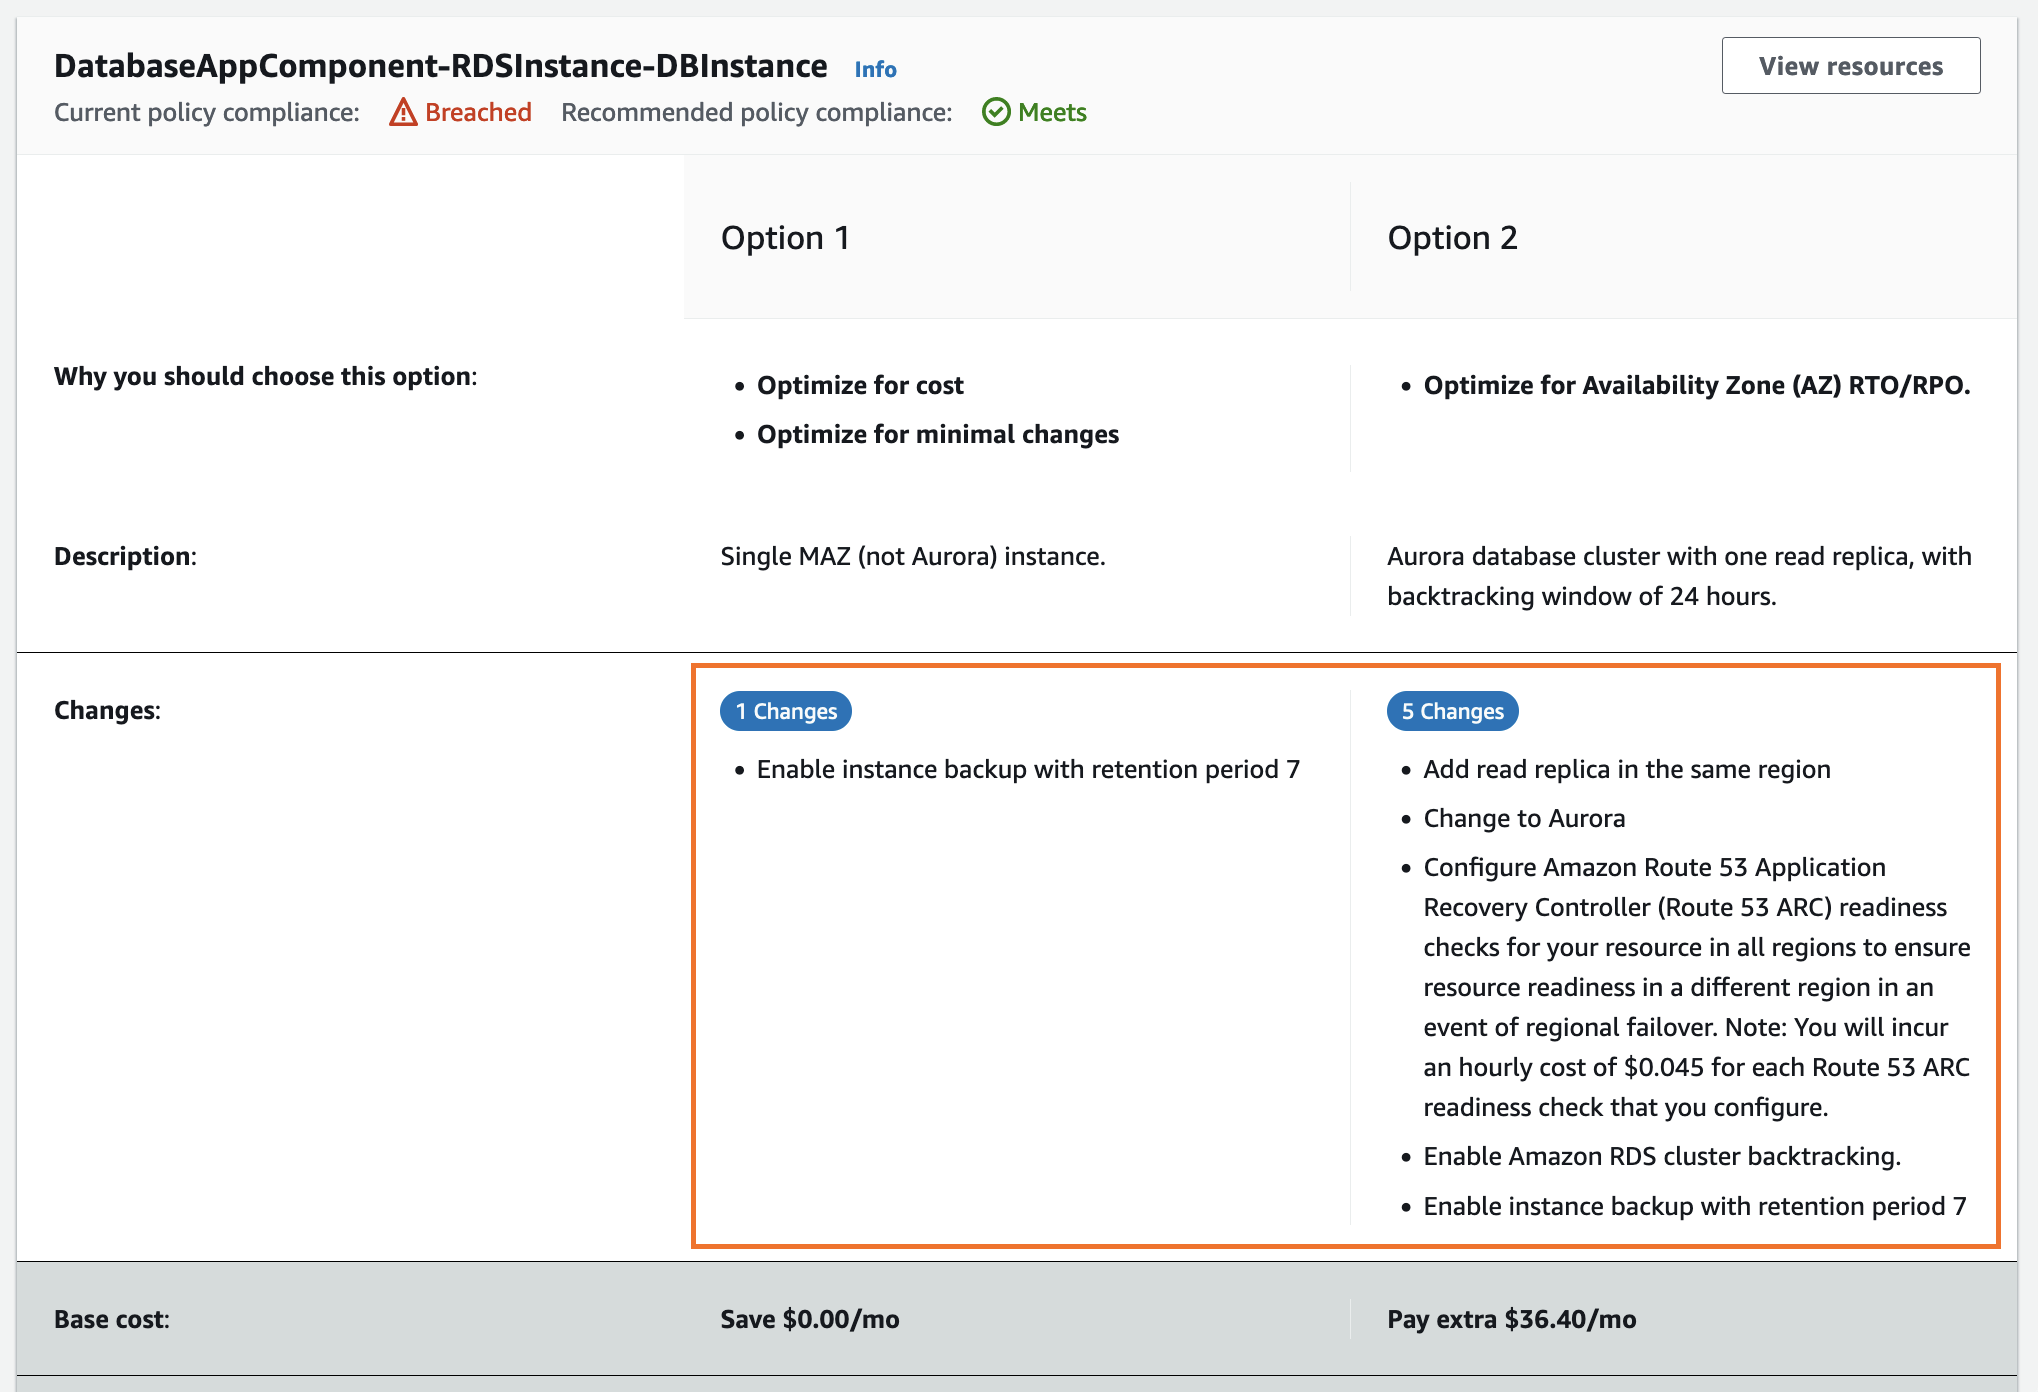 DatabaseAppComponent-RDSInstance-DBInstance Info
View resources
Current policy compliance: Breached Recommended policy compliance: Meets
Option 1
Option 2
Why you should choose this option:
• Optimize for cost
• Optimize for minimal changes
• Optimize for Availability Zone (AZ) RTO/RPO.
Description:
Single MAZ (not Aurora) instance.
Aurora database cluster with one read replica, with
backtracking window of 24 hours.
Changes:
1 Changes
• Enable instance backup with retention period 7
5 Changes
• Add read replica in the same region
• Change to Aurora
• Configure Amazon Route 53 Application
Recovery Controller (Route 53 ARC) readiness
checks for your resource in all regions to ensure
resource readiness in a different region in an
event of regional failover. Note: You will incur
an hourly cost of $0.045 for each Route 53 ARC
readiness check that you configure.
• Enable Amazon RDS cluster backtracking.
• Enable instance backup with retention period 7
Base cost:
Save $0.00/mo
Pay extra $36.40/mo